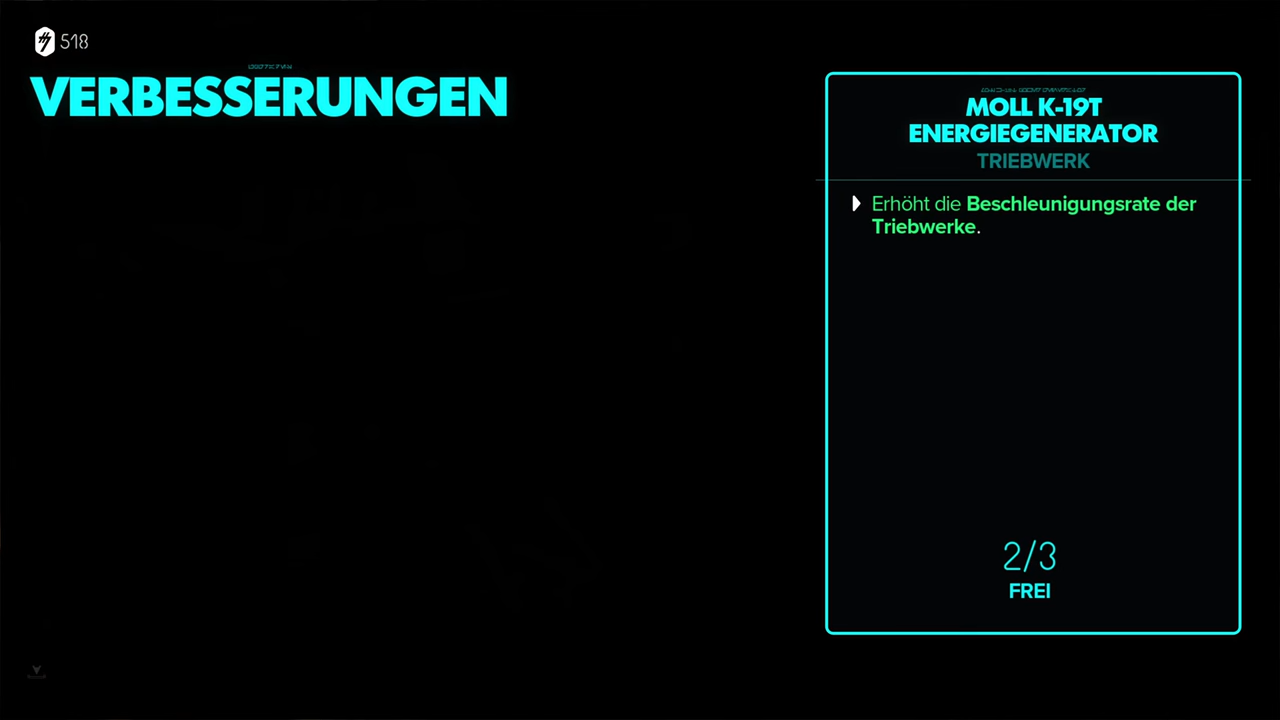 518
VERBESSERUNGEN
MOLL K-19T
ENERGIEGENERATOR
TRIEBWERK
Erhöht die Beschleunigungsrate der
Triebwerke.
2/3
FREI